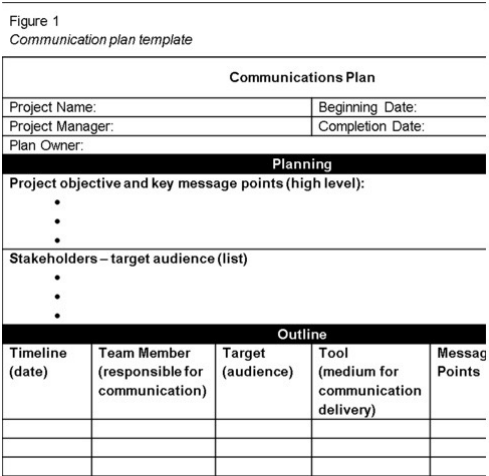 Figure 1
Communication plan template
Communications Plan
Project Name: Beginning Date:
Project Manager: Completion Date:
Plan Owner:
Planning
Project objective and key message points (high level):
•
•
•
Stakeholders – target audience (list)
•
•
•
Outline
Timeline (date)
Team Member (responsible for communication)
Target (audience)
Tool (medium for communication delivery)
Messag Points